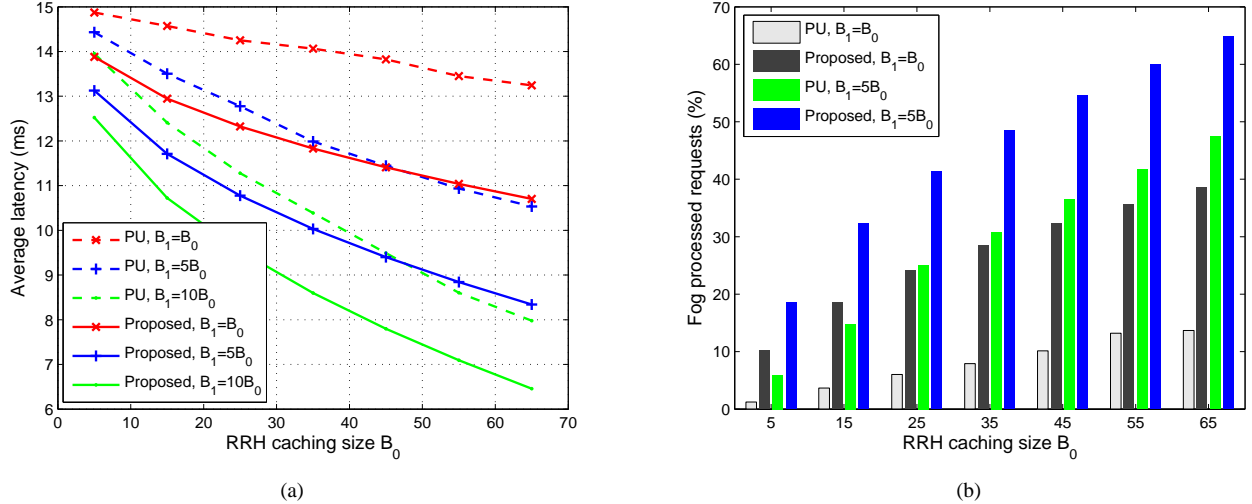 15
14
13
12
11
10
9
8
7
6
Average latency (ms)
PU, B₁=B₀
PU, B₁=5B₀
PU, B₁=10B₀
Proposed, B₁=B₀
Proposed, B₁=5B₀
Proposed, B₁=10B₀
0 10 20 30 40 50 60 70
RRH caching size B₀
(a)
70
60
50
40
30
20
10
0
Fog processed requests (%)
PU, B₁=B₀
Proposed, B₁=B₀
PU, B₁=5B₀
Proposed, B₁=5B₀
5 15 25 35 45 55 65
RRH caching size B₀
(b)